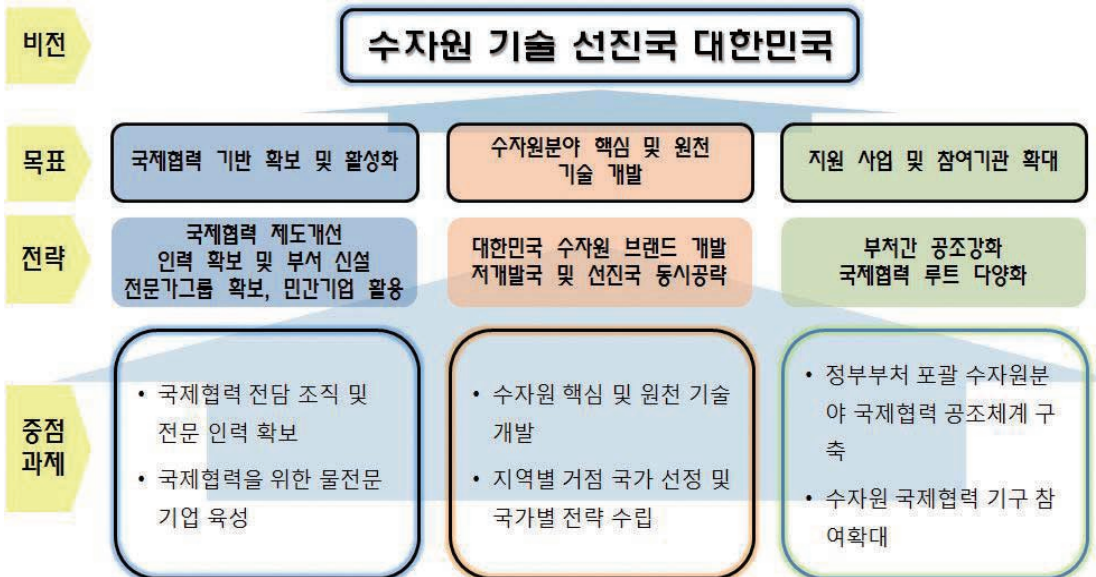 비전
수자원 기술 선진국 대한민국
목표
국제협력 기반 확보 및 활성화
수자원분야 핵심 및 원천
기술 개발
지원 사업 및 참여기관 확대
전략
국제협력 제도개선
인력 확보 및 부서 신설
전문가그룹 확보, 민간기업 활용
대한민국 수자원 브랜드 개발
저개발국 및 선진국 동시공략
부처간 공조강화
국제협력 루트 다양화
중점
과제
• 국제협력 전담 조직 및
전문 인력 확보
• 국제협력을 위한 물전문
기업 육성
• 수자원 핵심 및 원천 기술
개발
• 지역별 거점 국가 선정 및
국가별 전략 수립
• 정부부처 포괄 수자원분
야 국제협력 공조체계 구
축
• 수자원 국제협력 기구 참
여확대